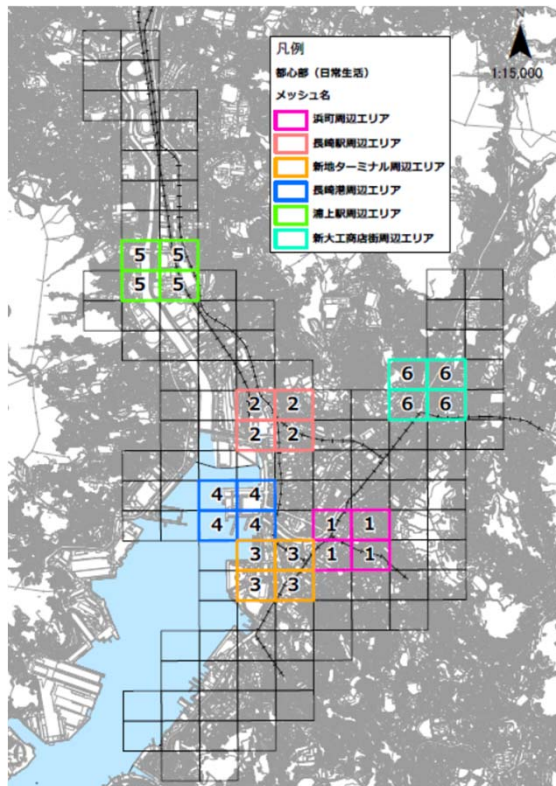 N
1:15,000
凡例
都心部（日常生活）
メッシュ名
浜町周辺エリア
長崎駅周辺エリア
新地ターミナル周辺エリア
長崎港周辺エリア
浦上駅周辺エリア
新大工商店街周辺エリア
5 5
5 5
6 6
6 6
2 2
2 2
4 4
4 4
1 1
1 1
3 3
3 3